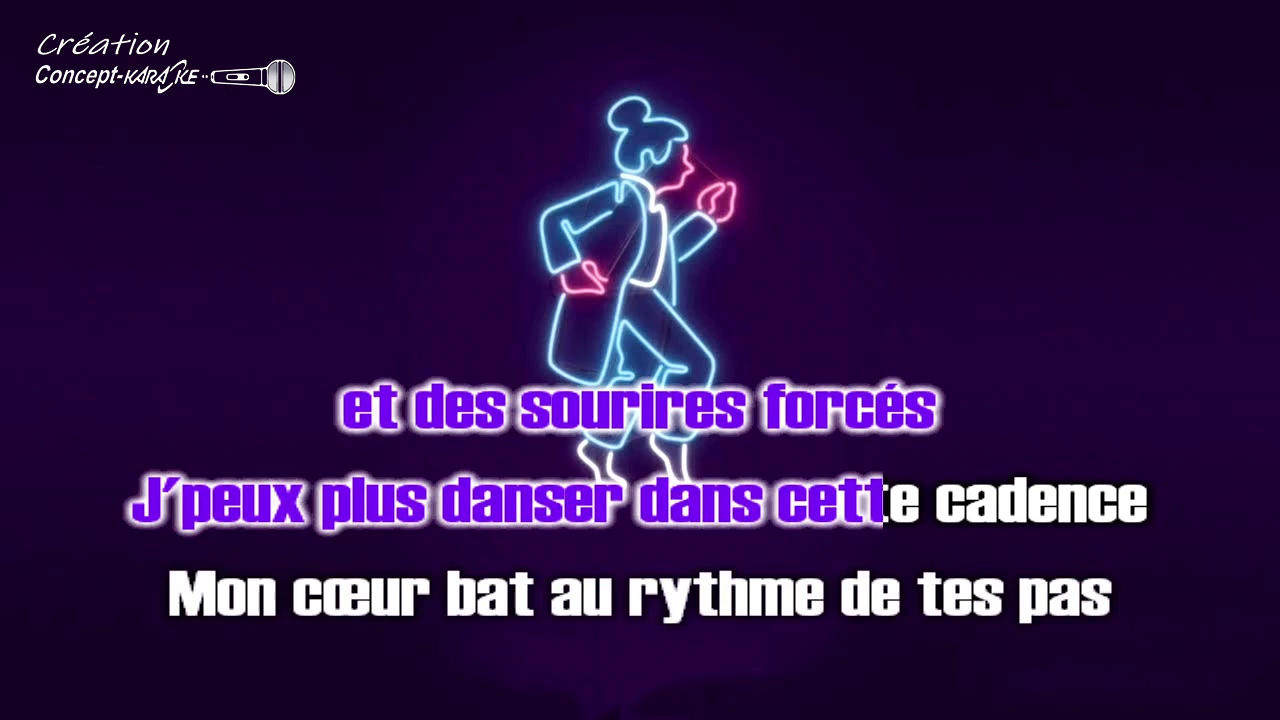 Création
Concept-KARAOKE
et des sourires forcés
J'peux plus danser dans cette cadence
Mon cœur bat au rythme de tes pas